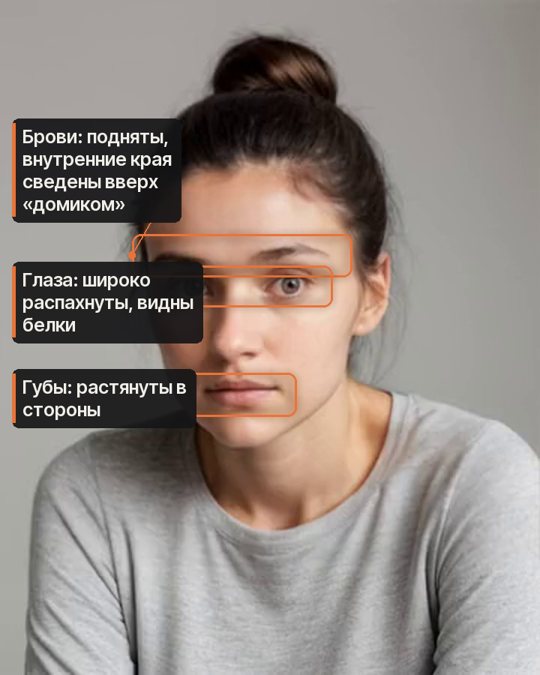 Брови: подняты,
внутренние края
сведены вверх
«домиком»
Глаза: широко
распахнуты, видны
белки
Губы: растянуты в
стороны